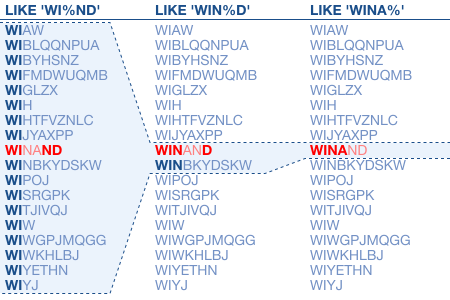 LIKE 'WI%ND' LIKE 'WIN%D' LIKE 'WINA%'
WIAW WIAW WIAW
WIBLQQNPUA WIBLQQNPUA WIBLQQNPUA
WIBYHSNZ WIBYHSNZ WIBYHSNZ
WIFMDWUQMB WIFMDWUQMB WIFMDWUQMB
WIGLZX WIGLZX WIGLZX
WIH WIH WIH
WIHTFVZNLC WIHTFVZNLC WIHTFVZNLC
WIJYAXPP WIJYAXPP WIJYAXPP
WINAND WINAND WINAND
WINBKYDSKW WINBKYDSKW WINBKYDSKW
WIPOJ WIPOJ WIPOJ
WISRGPK WISRGPK WISRGPK
WITJIVQJ WITJIVQJ WITJIVQJ
WIW WIW WIW
WIWGPJMQGG WIWGPJMQGG WIWGPJMQGG
WIWKHLBJ WIWKHLBJ WIWKHLBJ
WIYETHN WIYETHN WIYETHN
WIYJ WIYJ WIYJ